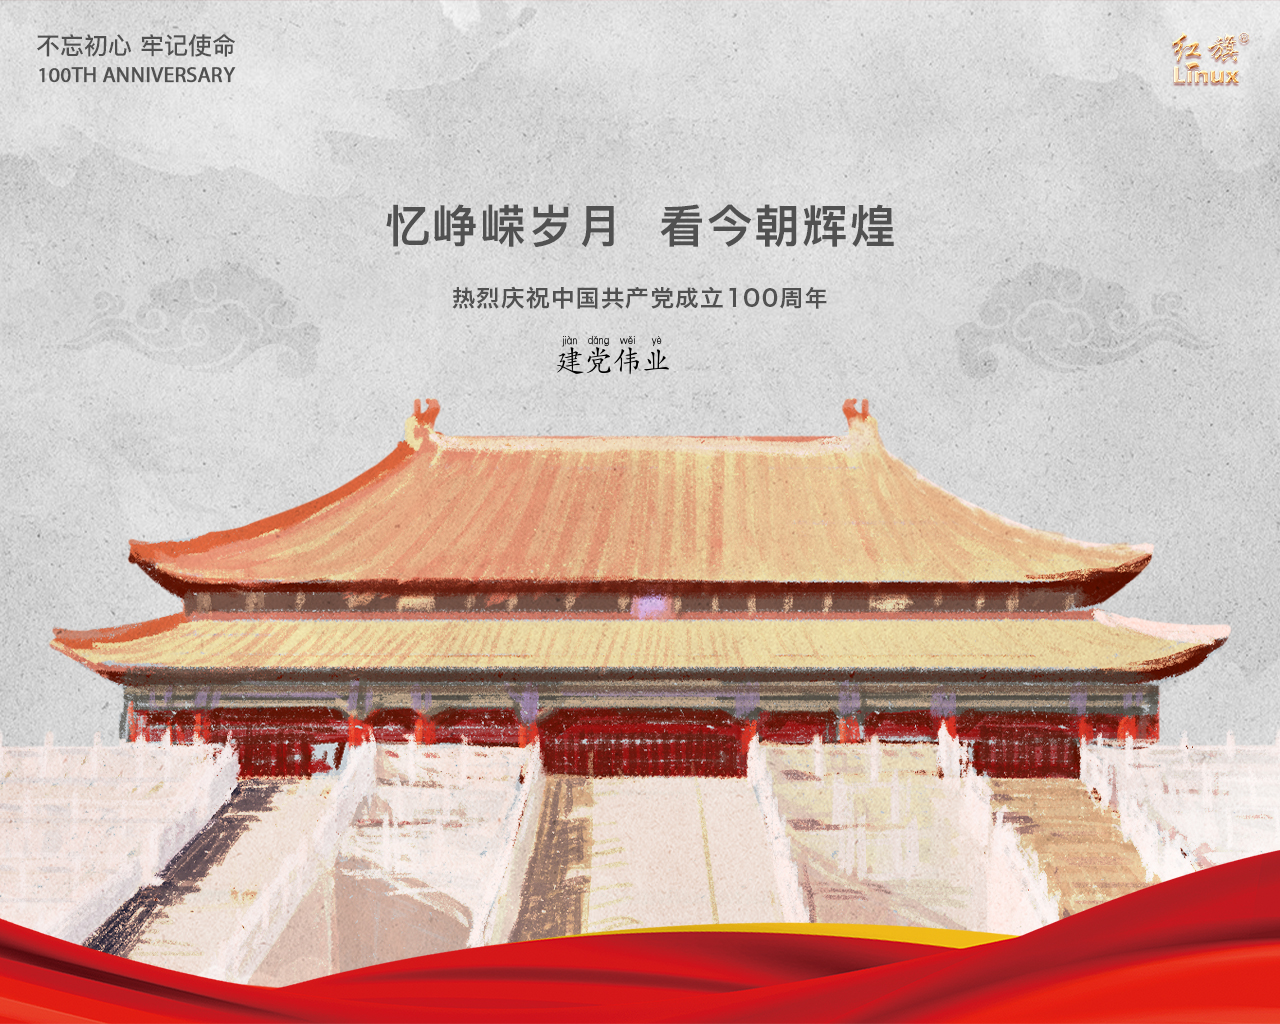 不忘初心 牢记使命
100TH ANNIVERSARY
红旗®
Linux
忆峥嵘岁月 看今朝辉煌
热烈庆祝中国共产党成立100周年
jiàn dǎng wěi yè
建党伟业